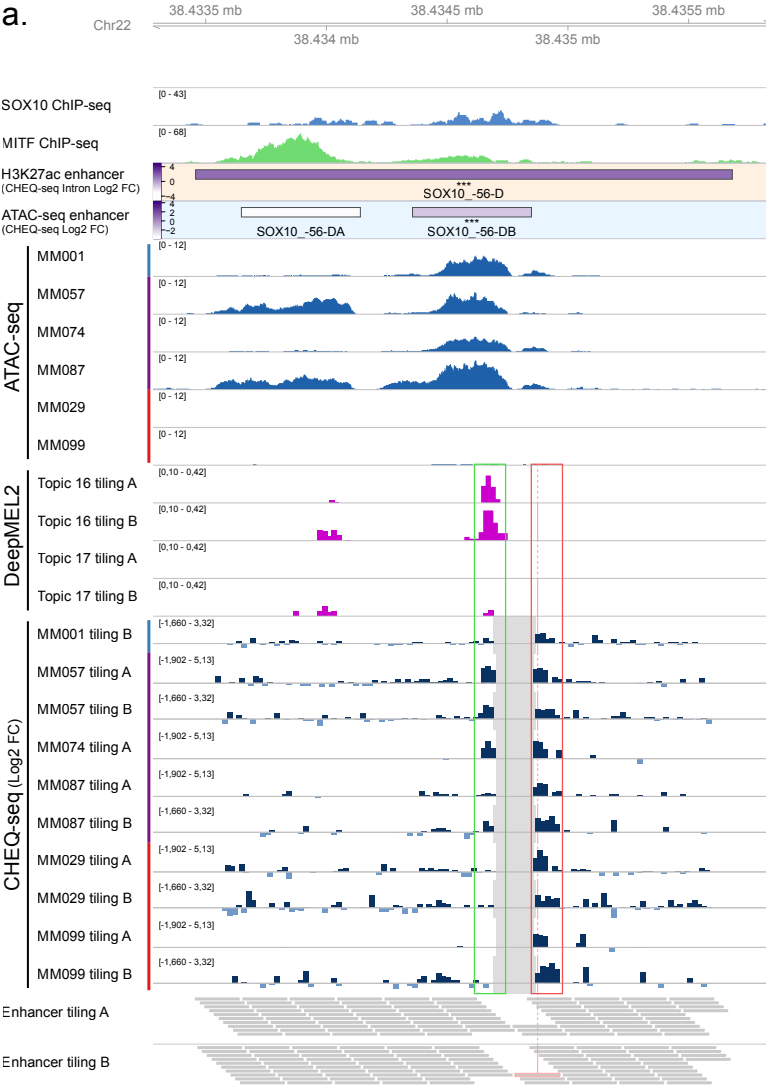 a.
38.4335 mb
38.4345 mb
38.4355 mb
Chr22
38.434 mb
38.435 mb
[0 - 43]
SOX10 ChIP-seq
[0 - 68]
MITF ChIP-seq
H3K27ac enhancer
(CHEQ-seq Intron Log2 FC)
4
0
−4
***
SOX10_-56-D
ATAC-seq enhancer
(CHEQ-seq Log2 FC)
4
2
0
−2
***
SOX10_-56-DA
SOX10_-56-DB
ATAC-seq
MM001
[0 - 12]
MM057
[0 - 12]
MM074
[0 - 12]
MM087
[0 - 12]
MM029
[0 - 12]
MM099
[0 - 12]
DeepMEL2
Topic 16 tiling A
[0,10 - 0,42]
Topic 16 tiling B
[0,10 - 0,42]
Topic 17 tiling A
[0,10 - 0,42]
Topic 17 tiling B
[0,10 - 0,42]
CHEQ-seq (Log2 FC)
MM001 tiling B
[-1,660 - 3,32]
MM057 tiling A
[-1,902 - 5,13]
MM057 tiling B
[-1,660 - 3,32]
MM074 tiling A
[-1,902 - 5,13]
MM087 tiling A
[-1,902 - 5,13]
MM087 tiling B
[-1,660 - 3,32]
MM029 tiling A
[-1,902 - 5,13]
MM029 tiling B
[-1,660 - 3,32]
MM099 tiling A
[-1,902 - 5,13]
MM099 tiling B
[-1,660 - 3,32]
Enhancer tiling A
Enhancer tiling B